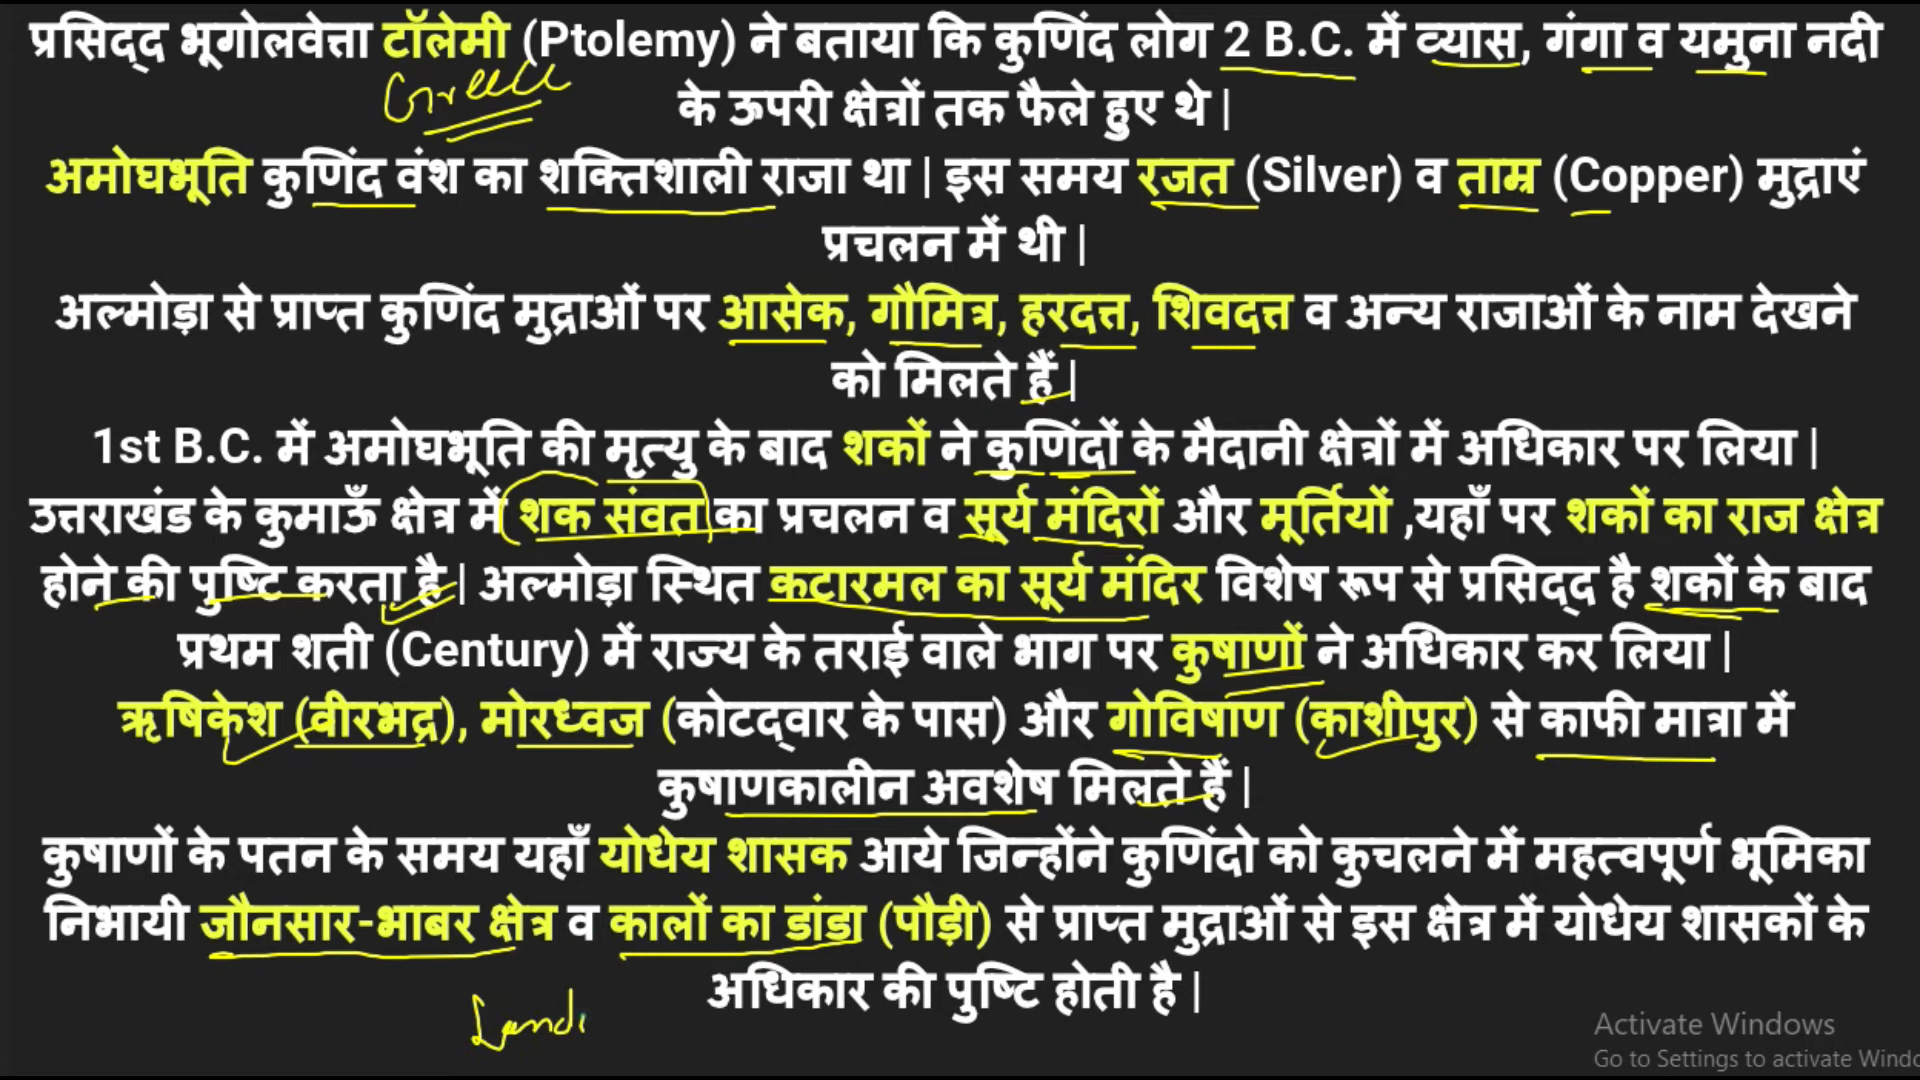 प्रसिद्द भूगोलवेत्ता टॉलेमी (Ptolemy) ने बताया कि कुणिंद लोग 2 B.C. में व्यास, गंगा व यमुना नदी
Greece
के ऊपरी क्षेत्रों तक फैले हुए थे |
अमोघभूति कुणिंद वंश का शक्तिशाली राजा था | इस समय रजत (Silver) व ताम्र (Copper) मुद्राएं
प्रचलन में थी |
अल्मोड़ा से प्राप्त कुणिंद मुद्राओं पर आसेक, गौमित्र, हरदत्त, शिवदत्त व अन्य राजाओं के नाम देखने
को मिलते हैं |
1st B.C. में अमोघभूति की मृत्यु के बाद शकों ने कुणिंदों के मैदानी क्षेत्रों में अधिकार पर लिया |
उत्तराखंड के कुमाऊँ क्षेत्र में शक संवत का प्रचलन व सूर्य मंदिरों और मूर्तियों ,यहाँ पर शकों का राज क्षेत्र
होने की पुष्टि करता है | अल्मोड़ा स्थित कटारमल का सूर्य मंदिर विशेष रूप से प्रसिद्द है शकों के बाद
प्रथम शती (Century) में राज्य के तराई वाले भाग पर कुषाणों ने अधिकार कर लिया |
ऋषिकेश (वीरभद्र), मोरध्वज (कोटद्वार के पास) और गोविषाण (काशीपुर) से काफी मात्रा में
कुषाणकालीन अवशेष मिलते हैं |
कुषाणों के पतन के समय यहाँ योधेय शासक आये जिन्होंने कुणिंदो को कुचलने में महत्वपूर्ण भूमिका
निभायी जौनसार-भाबर क्षेत्र व कालों का डांडा (पौड़ी) से प्राप्त मुद्राओं से इस क्षेत्र में योधेय शासकों के
अधिकार की पुष्टि होती है |
Activate Windows
Go to Settings to activate Windo